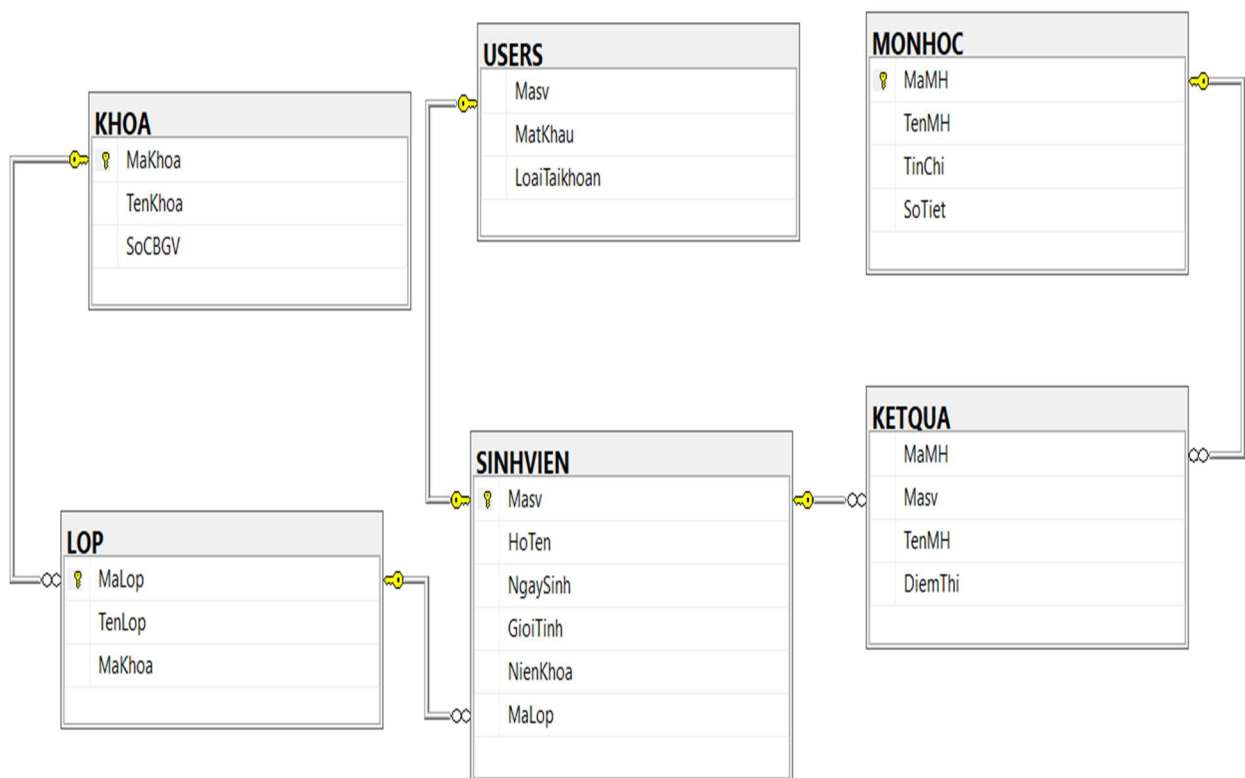 KHOA
MaKhoa
TenKhoa
SoCBGV
USERS
Masv
MatKhau
LoaiTaikhoan
MONHOC
MaMH
TenMH
TinChi
SoTiet
LOP
MaLop
TenLop
MaKhoa
SINHVIEN
Masv
HoTen
NgaySinh
GioiTinh
NienKhoa
MaLop
KETQUA
MaMH
Masv
TenMH
DiemThi